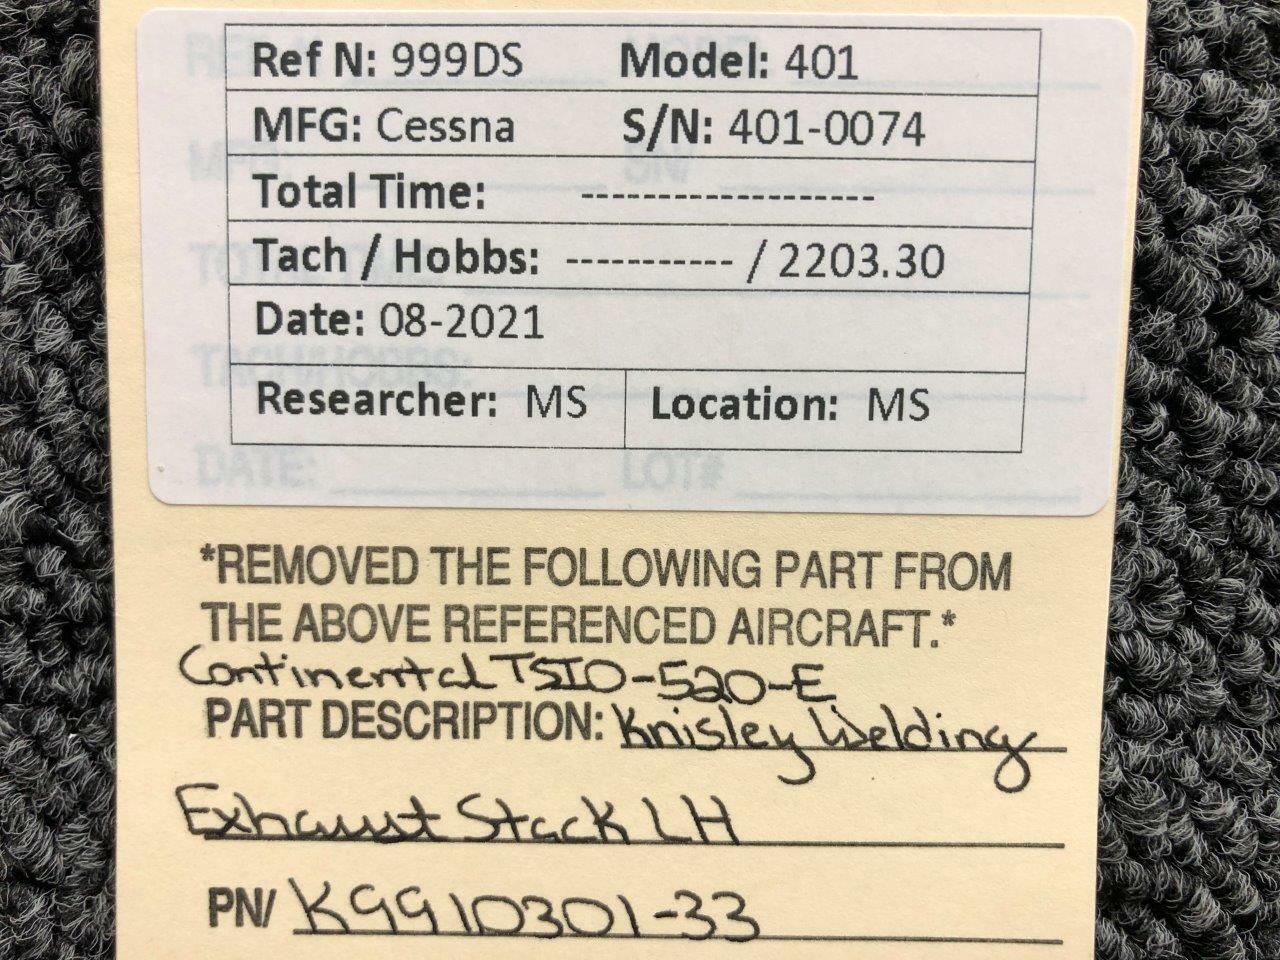 Ref N: 999DS Model: 401
MFG: Cessna S/N: 401-0074
Total Time: -------------------
Tach / Hobbs: ----------- / 2203.30
Date: 08-2021
Researcher: MS Location: MS
DATE: LOT#
*REMOVED THE FOLLOWING PART FROM
THE ABOVE REFERENCED AIRCRAFT.*
Continental TSIO-520-E
PART DESCRIPTION: Knisley Welding
Exhaust Stack LH
PN/ K9910301-33